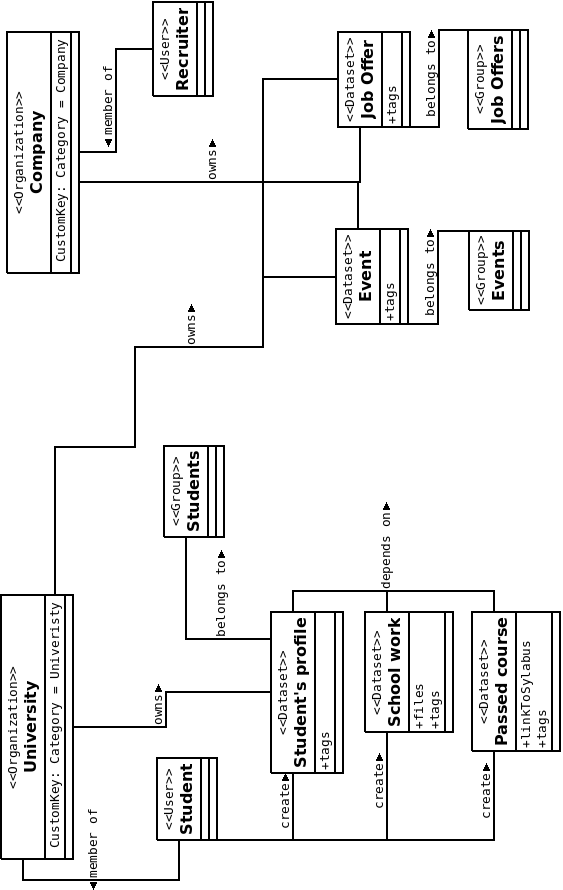 <<Organization>>
University
CustomKey: Category = Univeristy
<<Organization>>
Company
CustomKey: Category = Company
◀ member of
owns▶
owns▶
owns▶
◀ member of
<<User>>
Student
<<Group>>
Students
<<User>>
Recruiter
belongs to▶
create▶
<<Dataset>>
Student's profile
+tags
<<Dataset>>
Event
+tags
<<Dataset>>
Job Offer
+tags
create▶
<<Dataset>>
School work
+files
+tags
depends on▶
belongs to▶
belongs to▶
create▶
<<Dataset>>
Passed course
+linkToSylabus
+tags
<<Group>>
Events
<<Group>>
Job Offers